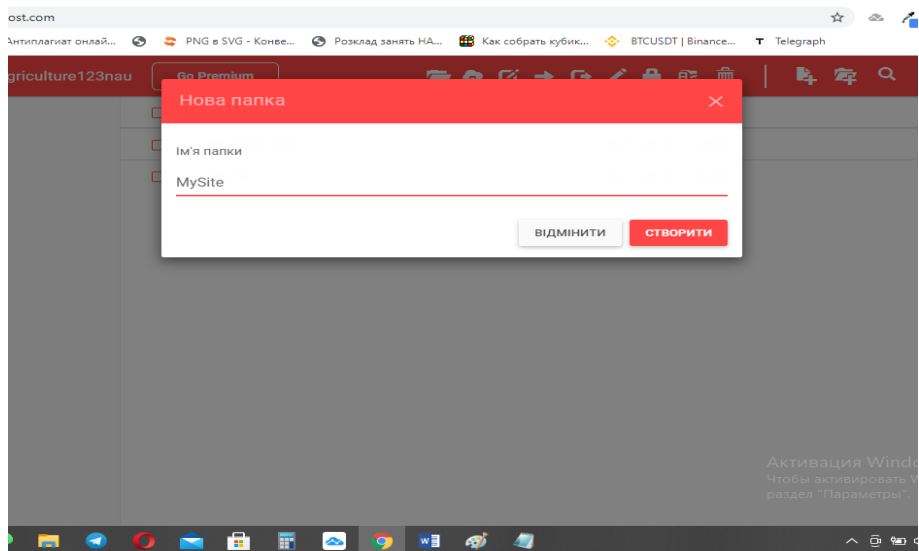 ost.com
Антиплагиат онлай... PNG в SVG - Конве... Розклад занять НА... Как собрать кубик... BTCUSDT | Binance... Telegraph
griculture123nau Go Premium
Нова папка
Ім'я папки
MySite
ВІДМІНИТИ СТВОРИТИ
Активация Windo
Чтобы активировать W
раздел "Параметры".